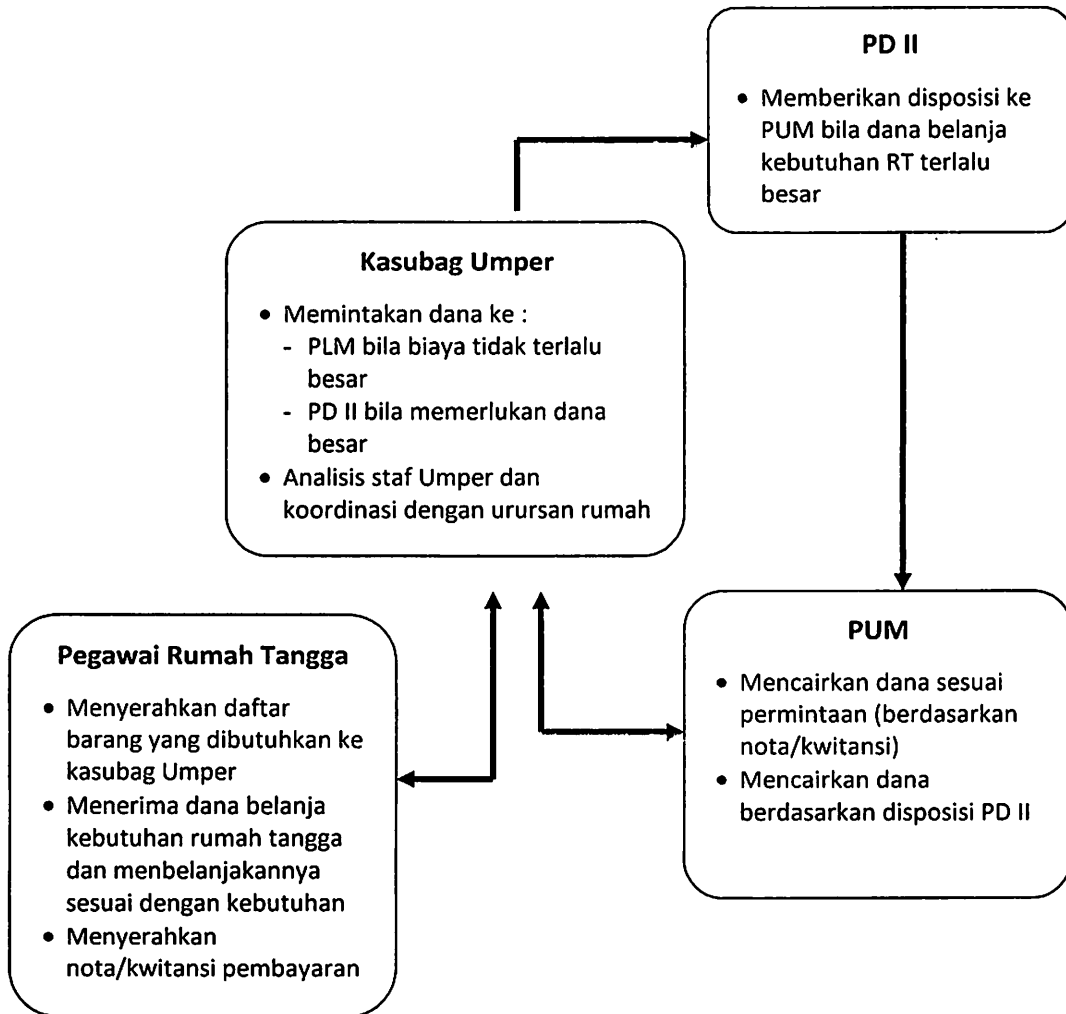 PD II
• Memberikan disposisi ke
PUM bila dana belanja
kebutuhan RT terlalu
besar
Kasubag Umper
• Memintakan dana ke :
- PLM bila biaya tidak terlalu
besar
- PD II bila memerlukan dana
besar
• Analisis staf Umper dan
koordinasi dengan urursan rumah
Pegawai Rumah Tangga
• Menyerahkan daftar
barang yang dibutuhkan ke
kasubag Umper
• Menerima dana belanja
kebutuhan rumah tangga
dan menbelanjakannya
sesuai dengan kebutuhan
• Menyerahkan
nota/kwitansi pembayaran
PUM
• Mencairkan dana sesuai
permintaan (berdasarkan
nota/kwitansi)
• Mencairkan dana
berdasarkan disposisi PD II